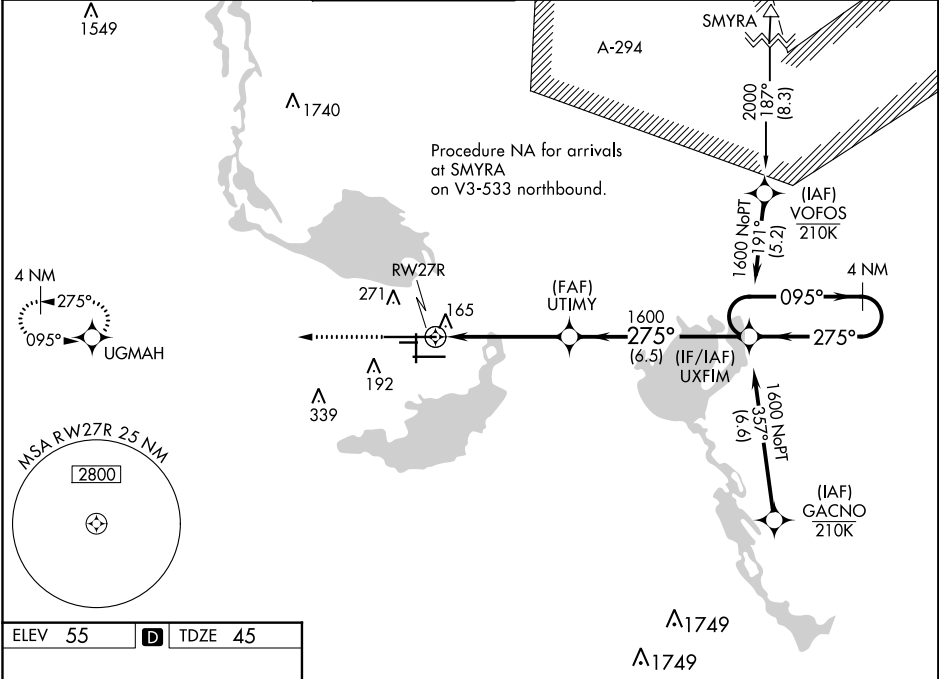 1549
SMYRA
A-294
2000
187°
(8.3)
1740
Procedure NA for arrivals
at SMYRA
on V3-533 northbound.
(IAF)
VOFOS
210K
1600 NoPT
191°
(5.2)
4 NM
275°
095°
UGMAH
RW27R
271
165
(FAF)
UTIMY
1600
275°
(6.5)
(IF/IAF)
UXFIM
4 NM
095°
275°
192
339
1600 NoPT
357°
(6.6)
(IAF)
GACNO
210K
MSA RW27R 25 NM
2800
1749
1749
ELEV 55 D TDZE 45